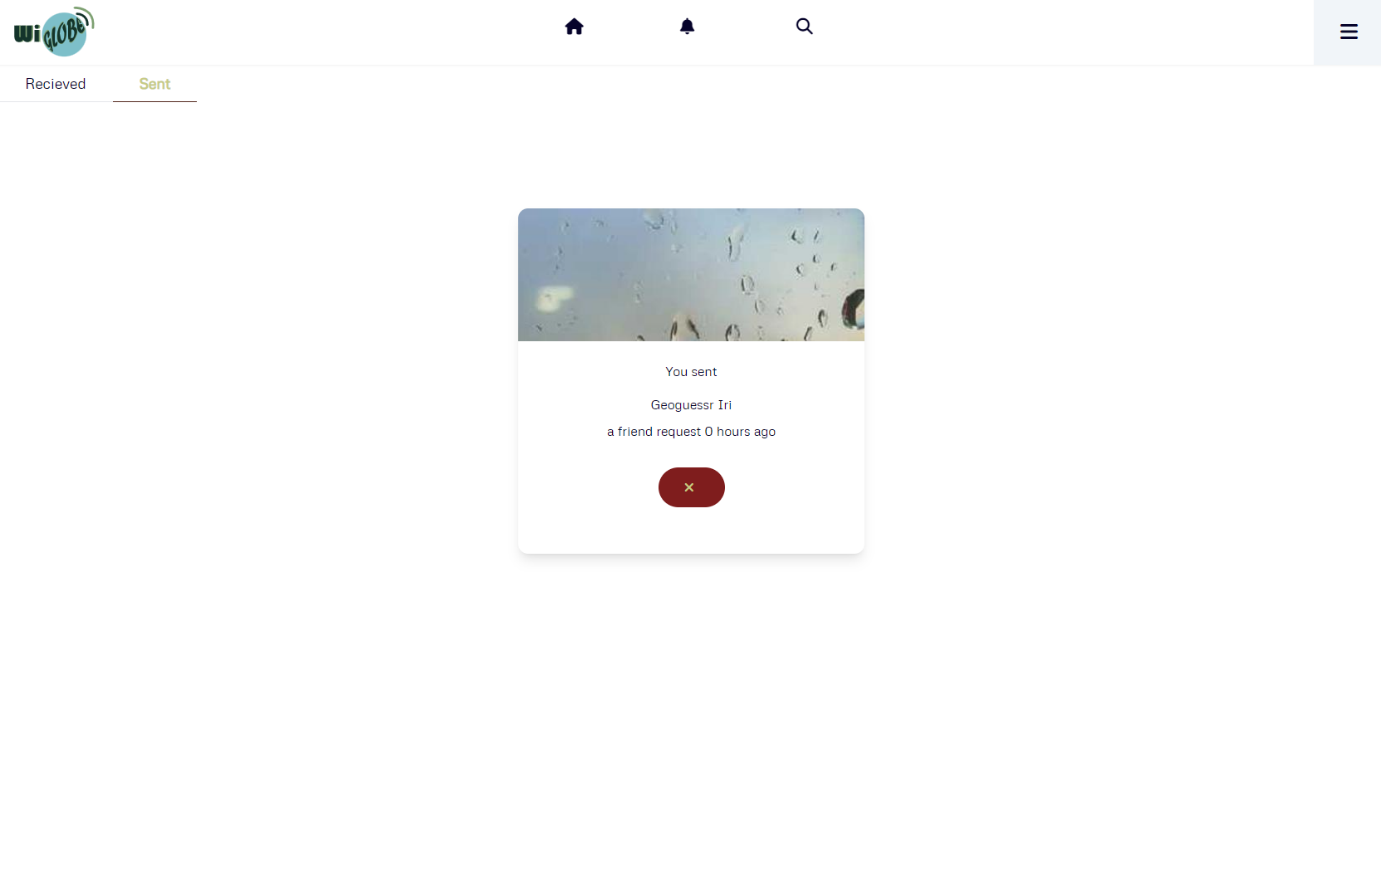 Wi GLOBE
Recieved
Sent
You sent
Geoguessr Iri
a friend request 0 hours ago